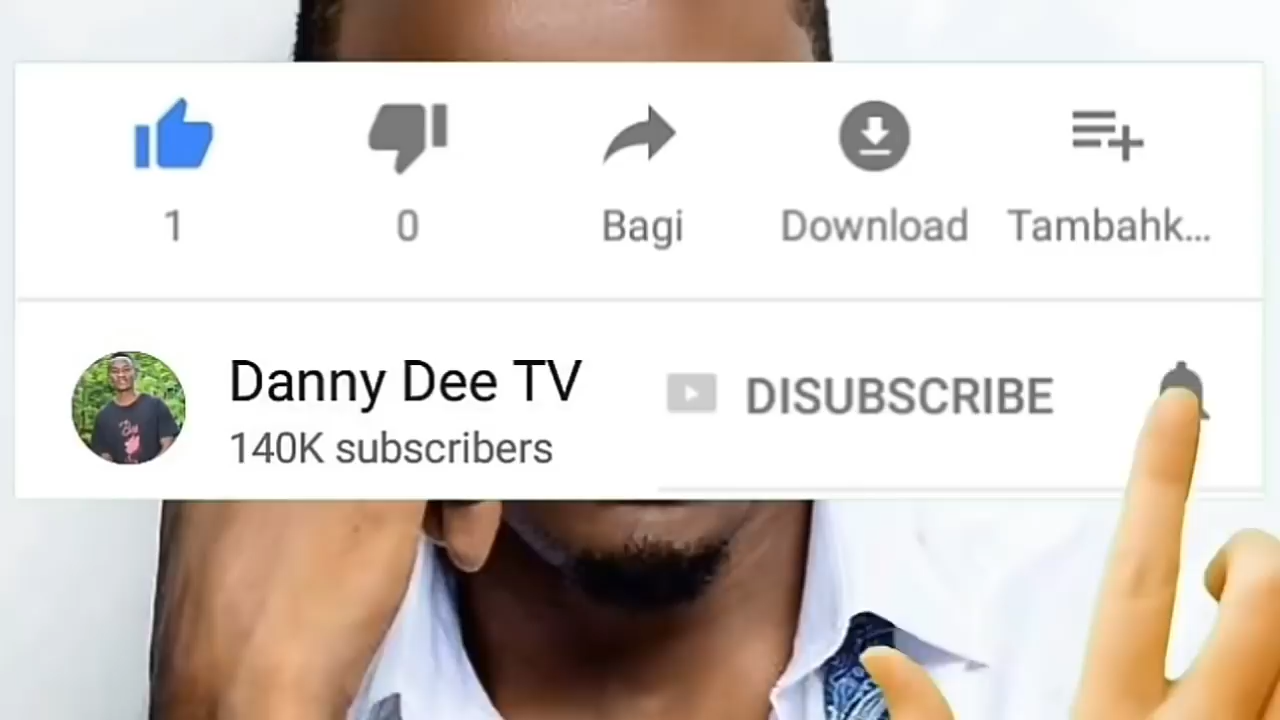 1
0
Bagi
Download
Tambahk...
Danny Dee TV
140K subscribers
DISUBSCRIBE